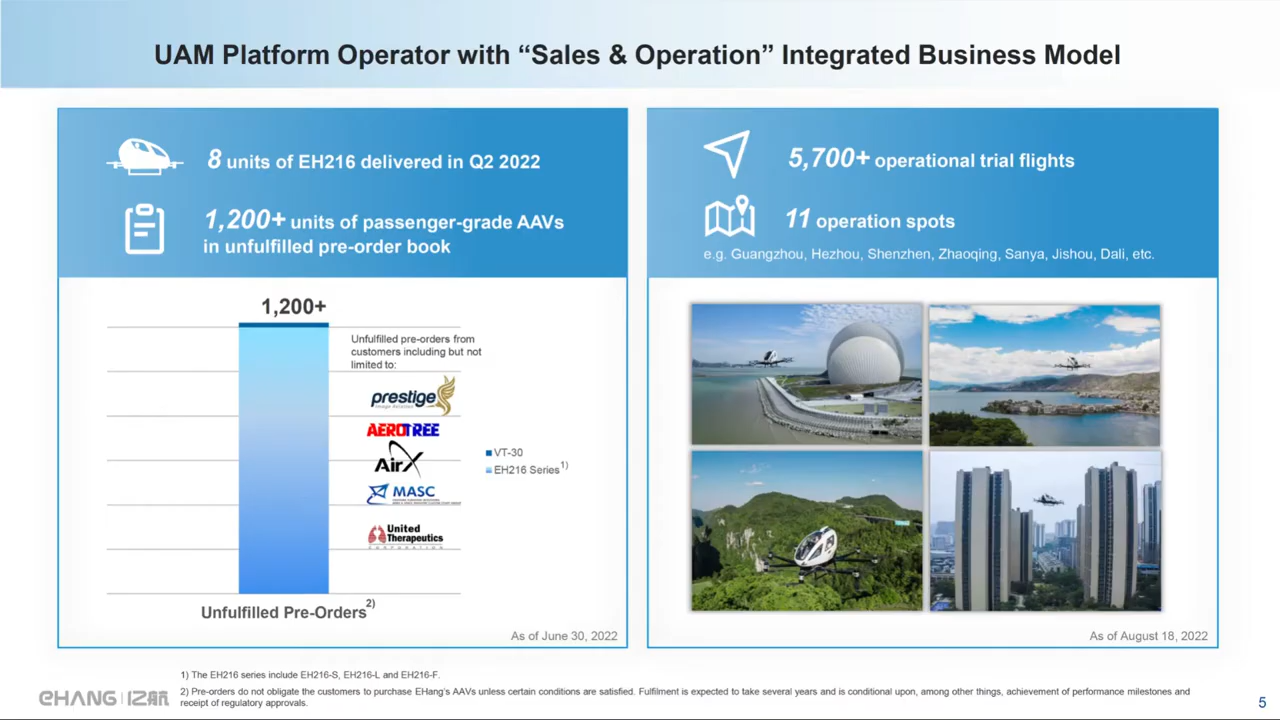 UAM Platform Operator with “Sales & Operation” Integrated Business Model
8 units of EH216 delivered in Q2 2022
1,200+ units of passenger-grade AAVs
in unfulfilled pre-order book
1,200+
Unfulfilled pre-orders from
customers including but not
limited to:
prestige
AEROTREE
AirX
MASC
United
Therapeutics
CORPORATION
VT-30
EH216 Series1)
Unfulfilled Pre-Orders2)
As of June 30, 2022
5,700+ operational trial flights
11 operation spots
e.g. Guangzhou, Hezhou, Shenzhen, Zhaoqing, Sanya, Jishou, Dali, etc.
As of August 18, 2022
1) The EH216 series include EH216-S, EH216-L and EH216-F.
2) Pre-orders do not obligate the customers to purchase EHang's AAVs unless certain conditions are satisfied. Fulfilment is expected to take several years and is conditional upon, among other things, achievement of performance milestones and
receipt of regulatory approvals.
EHANG 亿航
5